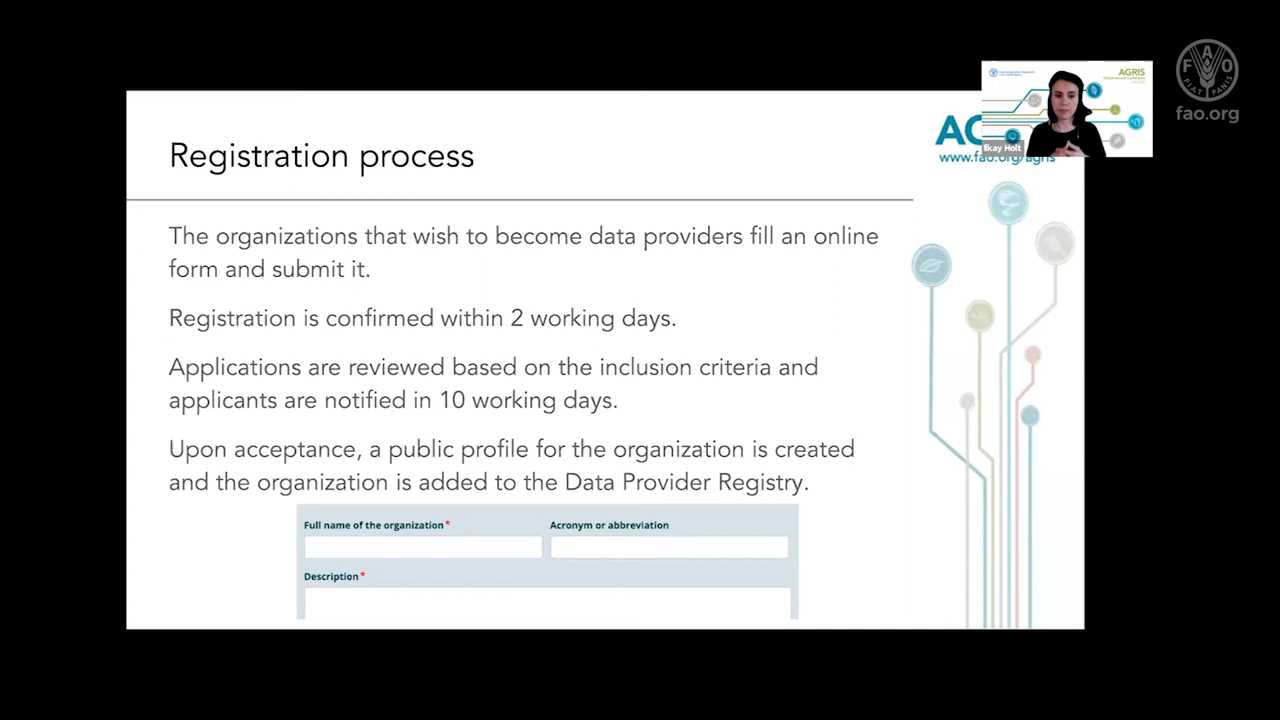 fao.org
AGRIS
Ilkay Holt
www.fao.org/agris
Registration process
The organizations that wish to become data providers fill an online
form and submit it.
Registration is confirmed within 2 working days.
Applications are reviewed based on the inclusion criteria and
applicants are notified in 10 working days.
Upon acceptance, a public profile for the organization is created
and the organization is added to the Data Provider Registry.
Full name of the organization*
Acronym or abbreviation
Description*